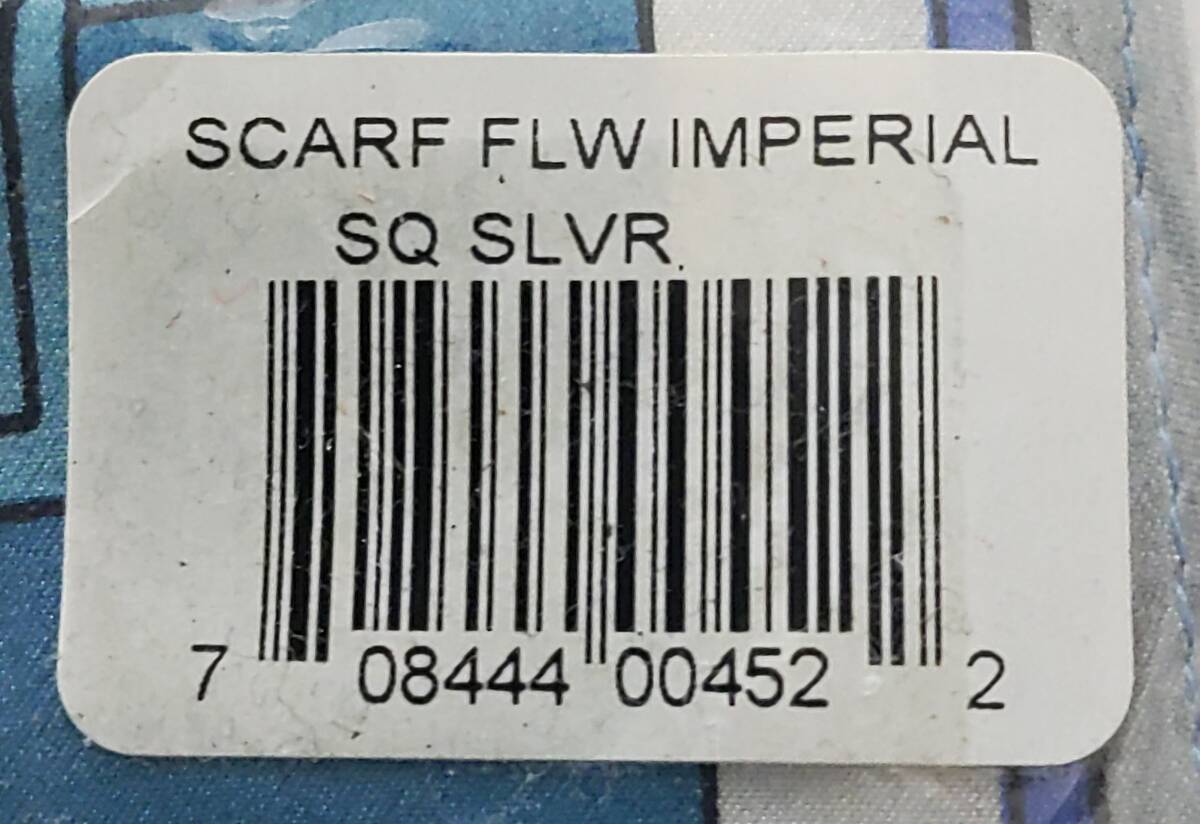 SCARF FLW IMPERIAL
SQ SLVR
7 08444 00452 2